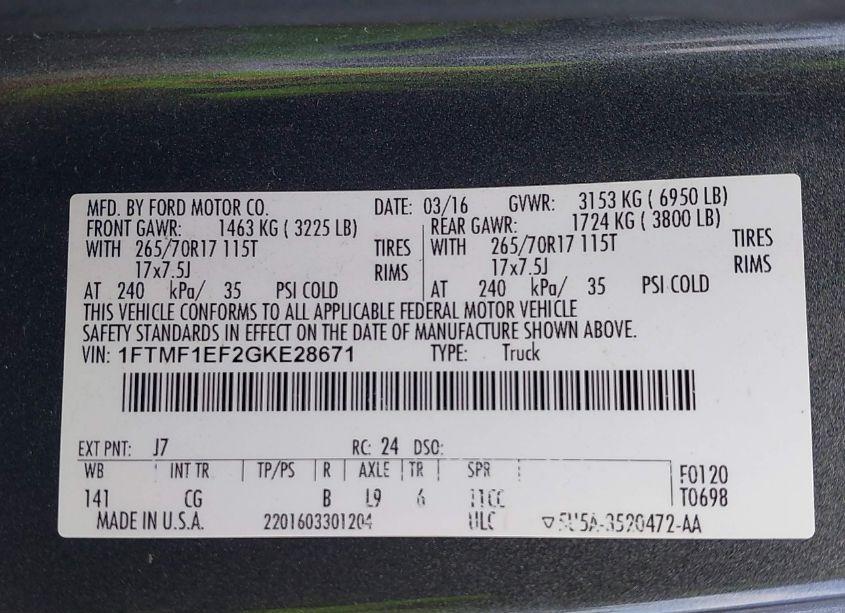 MFD. BY FORD MOTOR CO. DATE: 03/16 GVWR: 3153 KG ( 6950 LB)
FRONT GAWR: 1463 KG ( 3225 LB) REAR GAWR: 1724 KG ( 3800 LB)
WITH 265/70R17 115T TIRES WITH 265/70R17 115T TIRES
17x7.5J RIMS 17x7.5J RIMS
AT 240 kPa/ 35 PSI COLD AT 240 kPa/ 35 PSI COLD
THIS VEHICLE CONFORMS TO ALL APPLICABLE FEDERAL MOTOR VEHICLE
SAFETY STANDARDS IN EFFECT ON THE DATE OF MANUFACTURE SHOWN ABOVE.
VIN: 1FTMF1EF2GKE28671 TYPE: Truck
EXT PNT: J7 RC: 24 DSO:
WB INT TR TP/PS R AXLE TR SPR F0120
141 CG B L9 6 11CC T0698
MADE IN U.S.A. 2201603301204 ULC